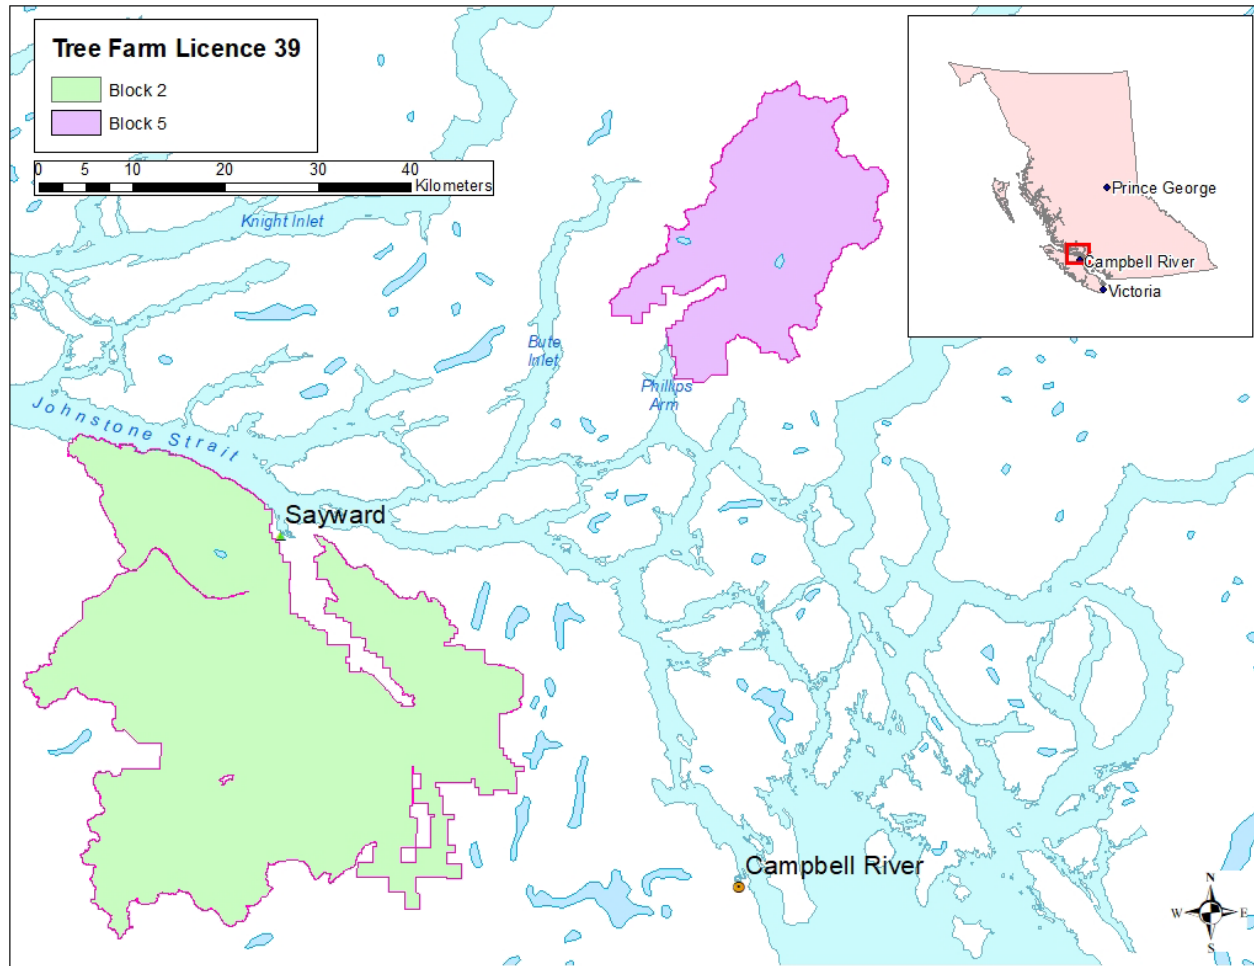 Tree Farm Licence 39
Block 2
Block 5
0 5 10 20 30 40
Kilometers
Knight Inlet
Bute
Inlet
Phillips
Arm
Johnstone Strait
Sayward
Campbell River
Prince George
Campbell River
Victoria
N
W E
S